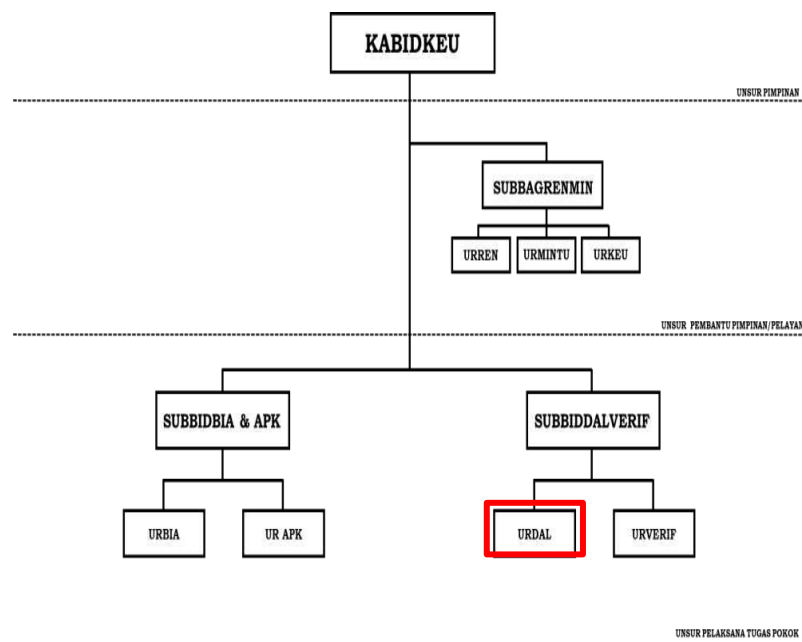 KABIDKEU
UNSUR PIMPINAN
SUBBAGRENMIN
URREN
URMINTU
URKEU
UNSUR PEMBANTU PIMPINAN/PELAYAN
SUBBIDBIA & APK
SUBBIDDALVERIF
URBIA
UR APK
URDAL
URVERIF
UNSUR PELAKSANA TUGAS POKOK